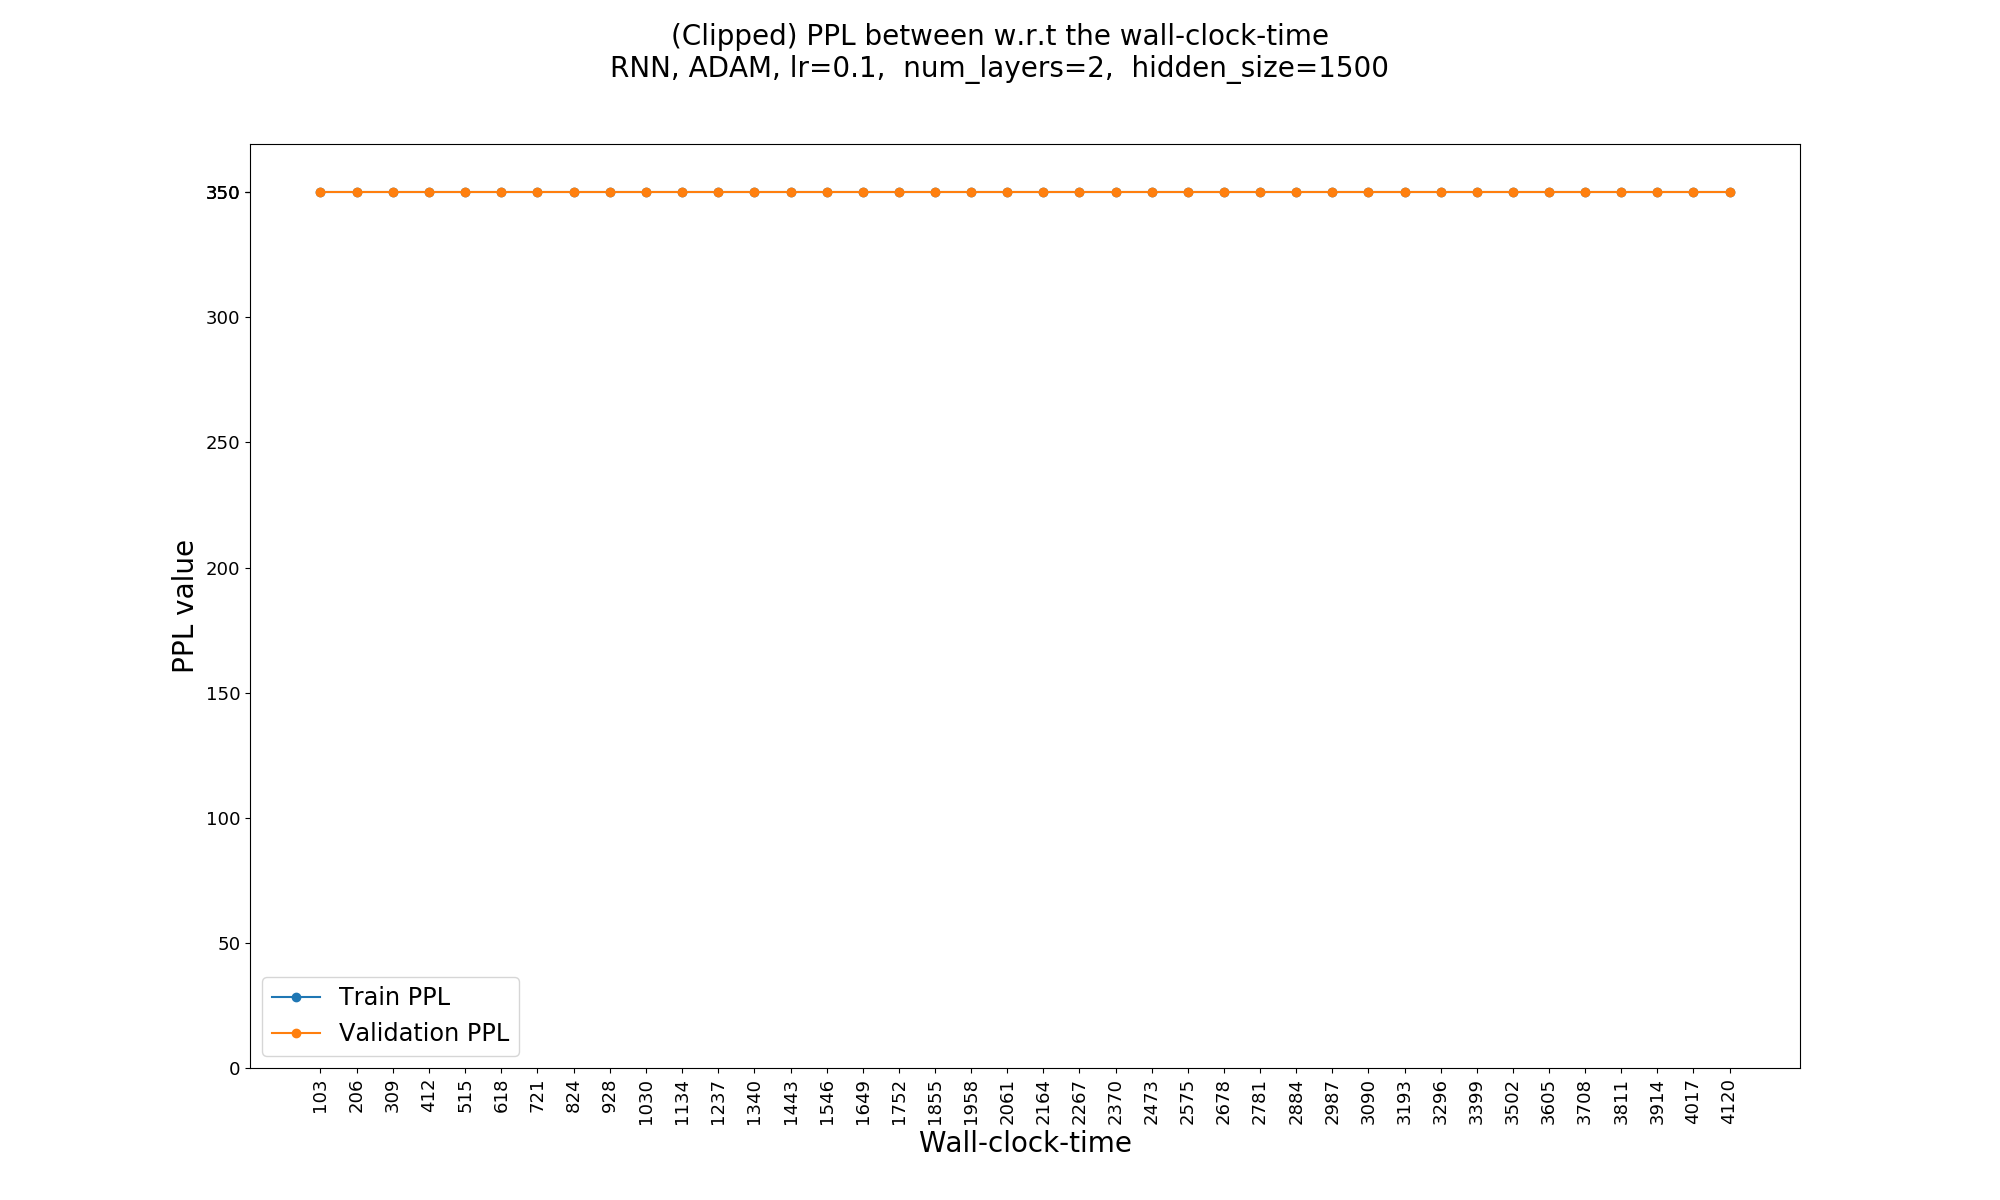 (Clipped) PPL between w.r.t the wall-clock-time
RNN, ADAM, lr=0.1,  num_layers=2,  hidden_size=1500
PPL value
350
300
250
200
150
100
50
0
Train PPL
Validation PPL
103 206 309 412 515 618 721 824 928 1030 1134 1237 1340 1443 1546 1649 1752 1855 1958 2061 2164 2267 2370 2473 2575 2678 2781 2884 2987 3090 3193 3296 3399 3502 3605 3708 3811 3914 4017 4120
Wall-clock-time